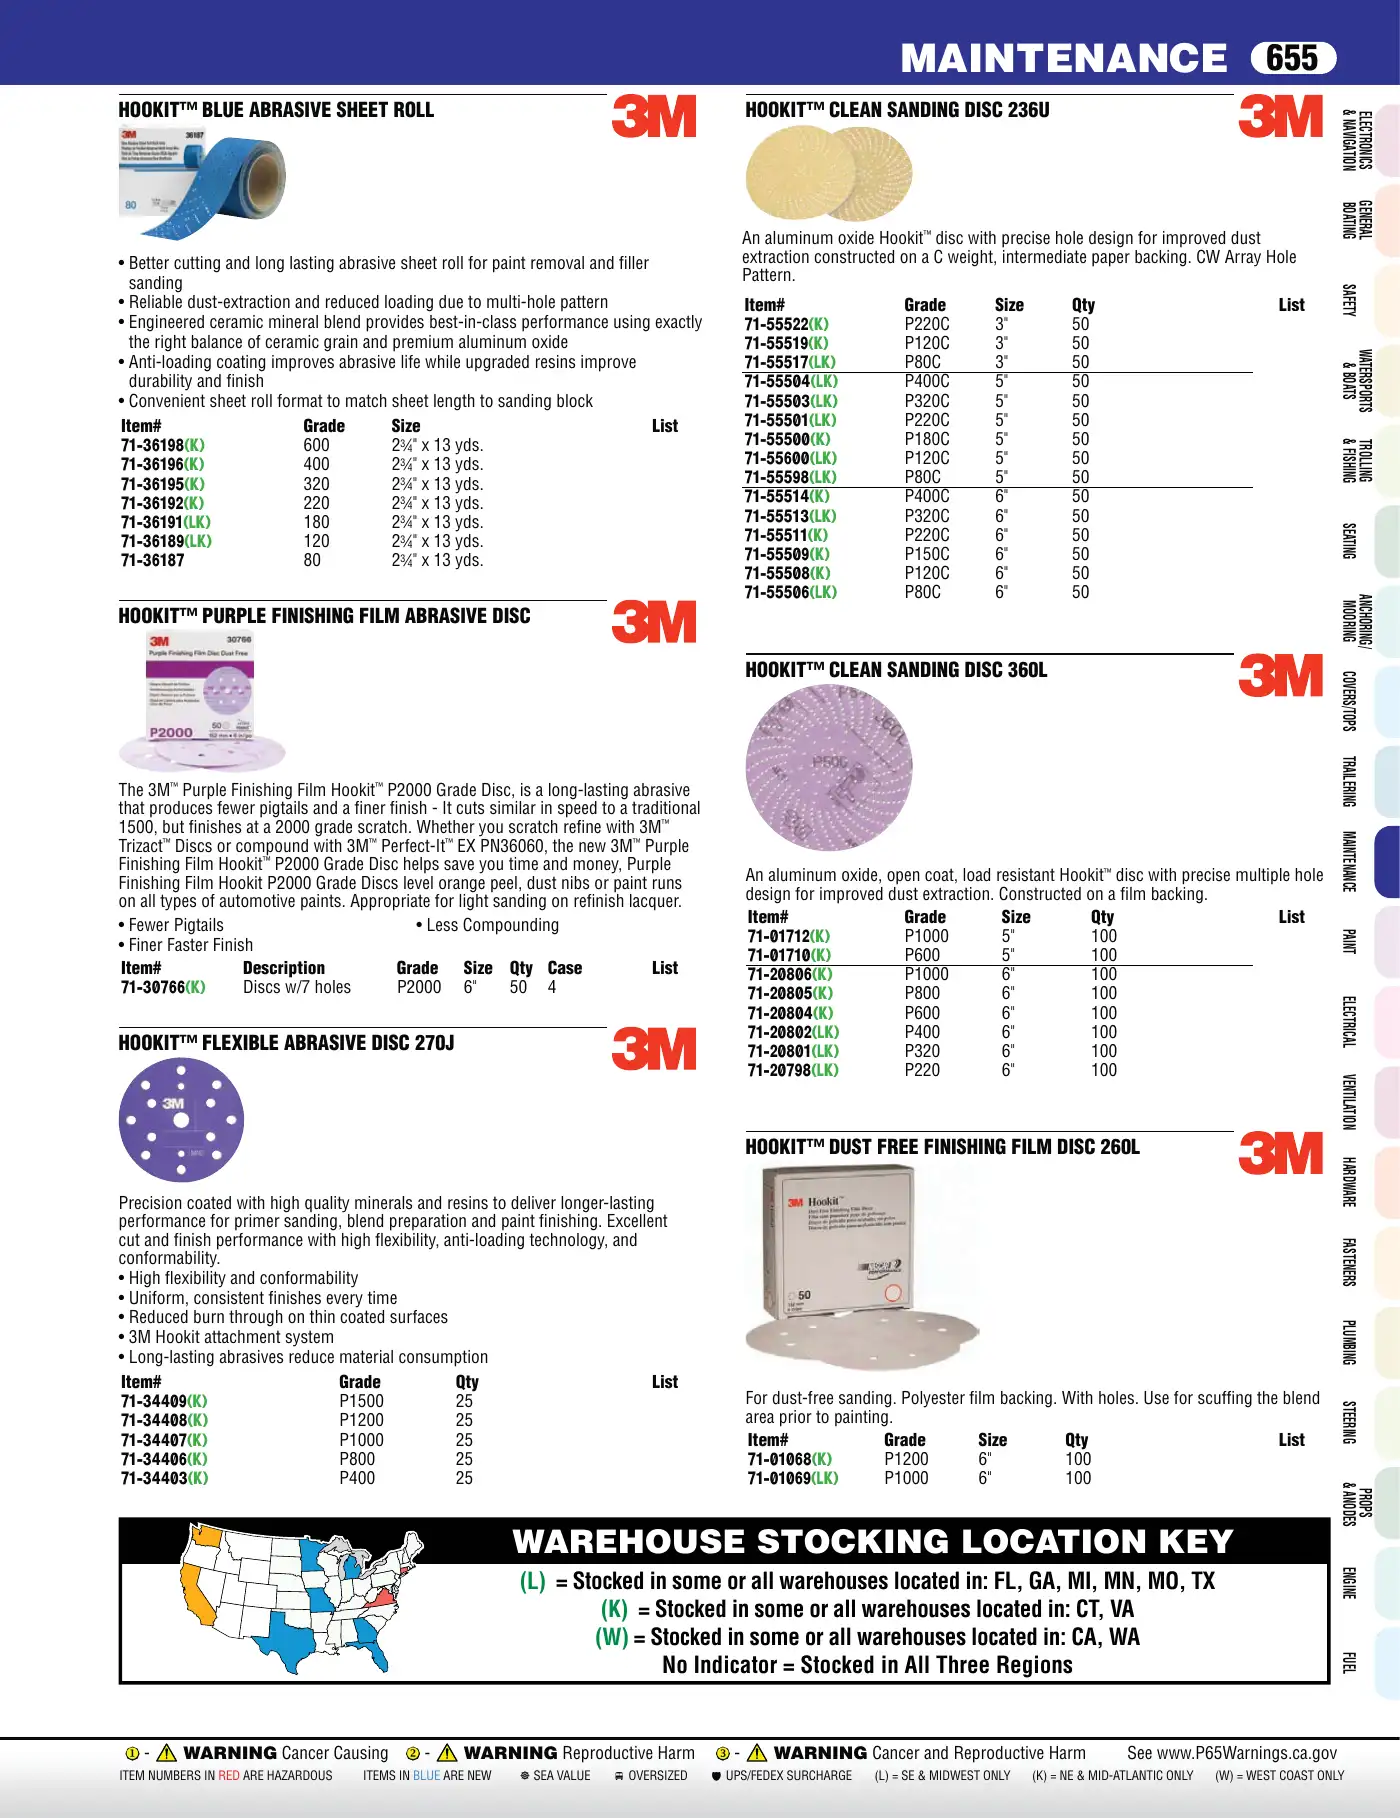 MAINTENANCE 655
HOOKIT™ BLUE ABRASIVE SHEET ROLL
3M
3M
36187
80
• Better cutting and long lasting abrasive sheet roll for paint removal and filler
sanding
• Reliable dust-extraction and reduced loading due to multi-hole pattern
• Engineered ceramic mineral blend provides best-in-class performance using exactly
the right balance of ceramic grain and premium aluminum oxide
• Anti-loading coating improves abrasive life while upgraded resins improve
durability and finish
• Convenient sheet roll format to match sheet length to sanding block
Item# Grade Size List
71-36198(K) 600 2¾" x 13 yds.
71-36196(K) 400 2¾" x 13 yds.
71-36195(K) 320 2¾" x 13 yds.
71-36192(K) 220 2¾" x 13 yds.
71-36191(LK) 180 2¾" x 13 yds.
71-36189(LK) 120 2¾" x 13 yds.
71-36187 80 2¾" x 13 yds.
HOOKIT™ PURPLE FINISHING FILM ABRASIVE DISC
3M
3M 30766
Purple Finishing Film Disc Dust Free
50
P2000
The 3M™ Purple Finishing Film Hookit™ P2000 Grade Disc, is a long-lasting abrasive
that produces fewer pigtails and a finer finish - It cuts similar in speed to a traditional
1500, but finishes at a 2000 grade scratch. Whether you scratch refine with 3M™
Trizact™ Discs or compound with 3M™ Perfect-It™ EX PN36060, the new 3M™ Purple
Finishing Film Hookit™ P2000 Grade Disc helps save you time and money, Purple
Finishing Film Hookit P2000 Grade Discs level orange peel, dust nibs or paint runs
on all types of automotive paints. Appropriate for light sanding on refinish lacquer.
• Fewer Pigtails • Less Compounding
• Finer Faster Finish
Item# Description Grade Size Qty Case List
71-30766(K) Discs w/7 holes P2000 6" 50 4
HOOKIT™ FLEXIBLE ABRASIVE DISC 270J
3M
3M
Precision coated with high quality minerals and resins to deliver longer-lasting
performance for primer sanding, blend preparation and paint finishing. Excellent
cut and finish performance with high flexibility, anti-loading technology, and
conformability.
• High flexibility and conformability
• Uniform, consistent finishes every time
• Reduced burn through on thin coated surfaces
• 3M Hookit attachment system
• Long-lasting abrasives reduce material consumption
Item# Grade Qty List
71-34409(K) P1500 25
71-34408(K) P1200 25
71-34407(K) P1000 25
71-34406(K) P800 25
71-34403(K) P400 25
HOOKIT™ CLEAN SANDING DISC 236U
3M
An aluminum oxide Hookit™ disc with precise hole design for improved dust
extraction constructed on a C weight, intermediate paper backing. CW Array Hole
Pattern.
Item# Grade Size Qty List
71-55522(K) P220C 3" 50
71-55519(K) P120C 3" 50
71-55517(LK) P80C 3" 50
71-55504(LK) P400C 5" 50
71-55503(LK) P320C 5" 50
71-55501(LK) P220C 5" 50
71-55500(K) P180C 5" 50
71-55600(LK) P120C 5" 50
71-55598(LK) P80C 5" 50
71-55514(K) P400C 6" 50
71-55513(LK) P320C 6" 50
71-55511(K) P220C 6" 50
71-55509(K) P150C 6" 50
71-55508(K) P120C 6" 50
71-55506(LK) P80C 6" 50
HOOKIT™ CLEAN SANDING DISC 360L
3M
An aluminum oxide, open coat, load resistant Hookit™ disc with precise multiple hole
design for improved dust extraction. Constructed on a film backing.
Item# Grade Size Qty List
71-01712(K) P1000 5" 100
71-01710(K) P600 5" 100
71-20806(K) P1000 6" 100
71-20805(K) P800 6" 100
71-20804(K) P600 6" 100
71-20802(LK) P400 6" 100
71-20801(LK) P320 6" 100
71-20798(LK) P220 6" 100
HOOKIT™ DUST FREE FINISHING FILM DISC 260L
3M
3M Hookit™
50
For dust-free sanding. Polyester film backing. With holes. Use for scuffing the blend
area prior to painting.
Item# Grade Size Qty List
71-01068(K) P1200 6" 100
71-01069(LK) P1000 6" 100
WAREHOUSE STOCKING LOCATION KEY
(L) = Stocked in some or all warehouses located in: FL, GA, MI, MN, MO, TX
(K) = Stocked in some or all warehouses located in: CT, VA
(W) = Stocked in some or all warehouses located in: CA, WA
No Indicator = Stocked in All Three Regions
1 - WARNING Cancer Causing 2 - WARNING Reproductive Harm 3 - WARNING Cancer and Reproductive Harm See www.P65Warnings.ca.gov
ITEM NUMBERS IN RED ARE HAZARDOUS ITEMS IN BLUE ARE NEW SEA VALUE OVERSIZED UPS/FEDEX SURCHARGE (L) = SE & MIDWEST ONLY (K) = NE & MID-ATLANTIC ONLY (W) = WEST COAST ONLY
ELECTRONICS
& NAVIGATION
GENERAL
BOATING
SAFETY
WATERSPORTS
& BOATS
TROLLING
& FISHING
SEATING
ANCHORING/
MOORING
COVERS/TOPS
TRAILERING
MAINTENANCE
PAINT
ELECTRICAL
VENTILATION
HARDWARE
FASTENERS
PLUMBING
STEERING
PROPS
& ANODES
ENGINE
FUEL